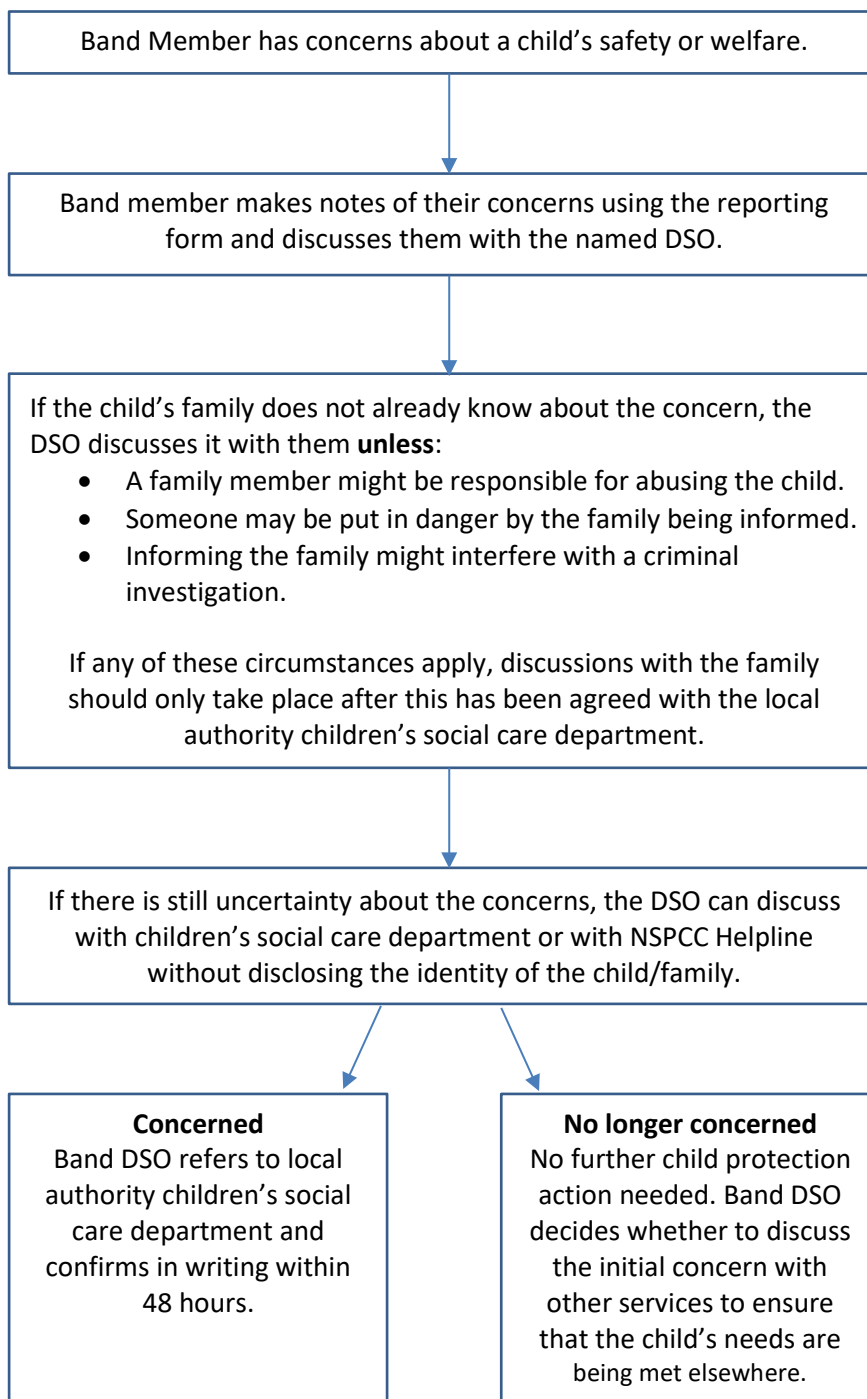 Band Member has concerns about a child’s safety or welfare.
Band member makes notes of their concerns using the reporting
form and discusses them with the named DSO.
If the child’s family does not already know about the concern, the
DSO discusses it with them unless:
• A family member might be responsible for abusing the child.
• Someone may be put in danger by the family being informed.
• Informing the family might interfere with a criminal
investigation.
If any of these circumstances apply, discussions with the family
should only take place after this has been agreed with the local
authority children’s social care department.
If there is still uncertainty about the concerns, the DSO can discuss
with children’s social care department or with NSPCC Helpline
without disclosing the identity of the child/family.
Concerned
Band DSO refers to local
authority children’s social
care department and
confirms in writing within
48 hours.
No longer concerned
No further child protection
action needed. Band DSO
decides whether to discuss
the initial concern with
other services to ensure
that the child’s needs are
being met elsewhere.